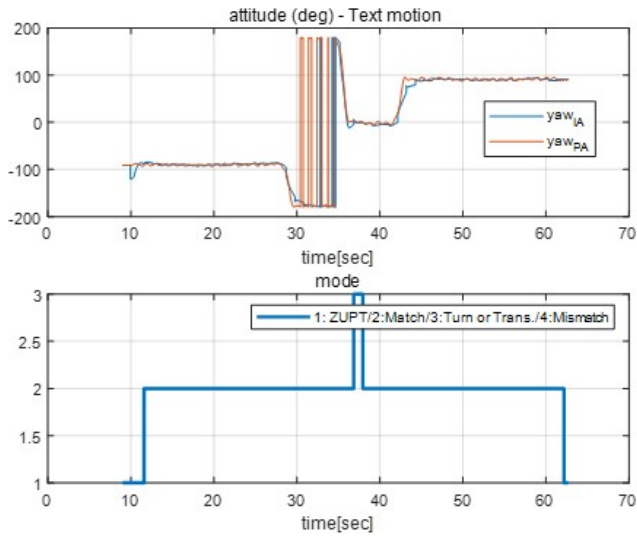 attitude (deg) - Text motion
200
100
0
-100
-200
yaw_IA
yaw_PA
0 10 20 30 40 50 60 70
time[sec]
mode
3
2.5
2
1.5
1
1: ZUPT/2:Match/3:Turn or Trans./4:Mismatch
0 10 20 30 40 50 60 70
time[sec]